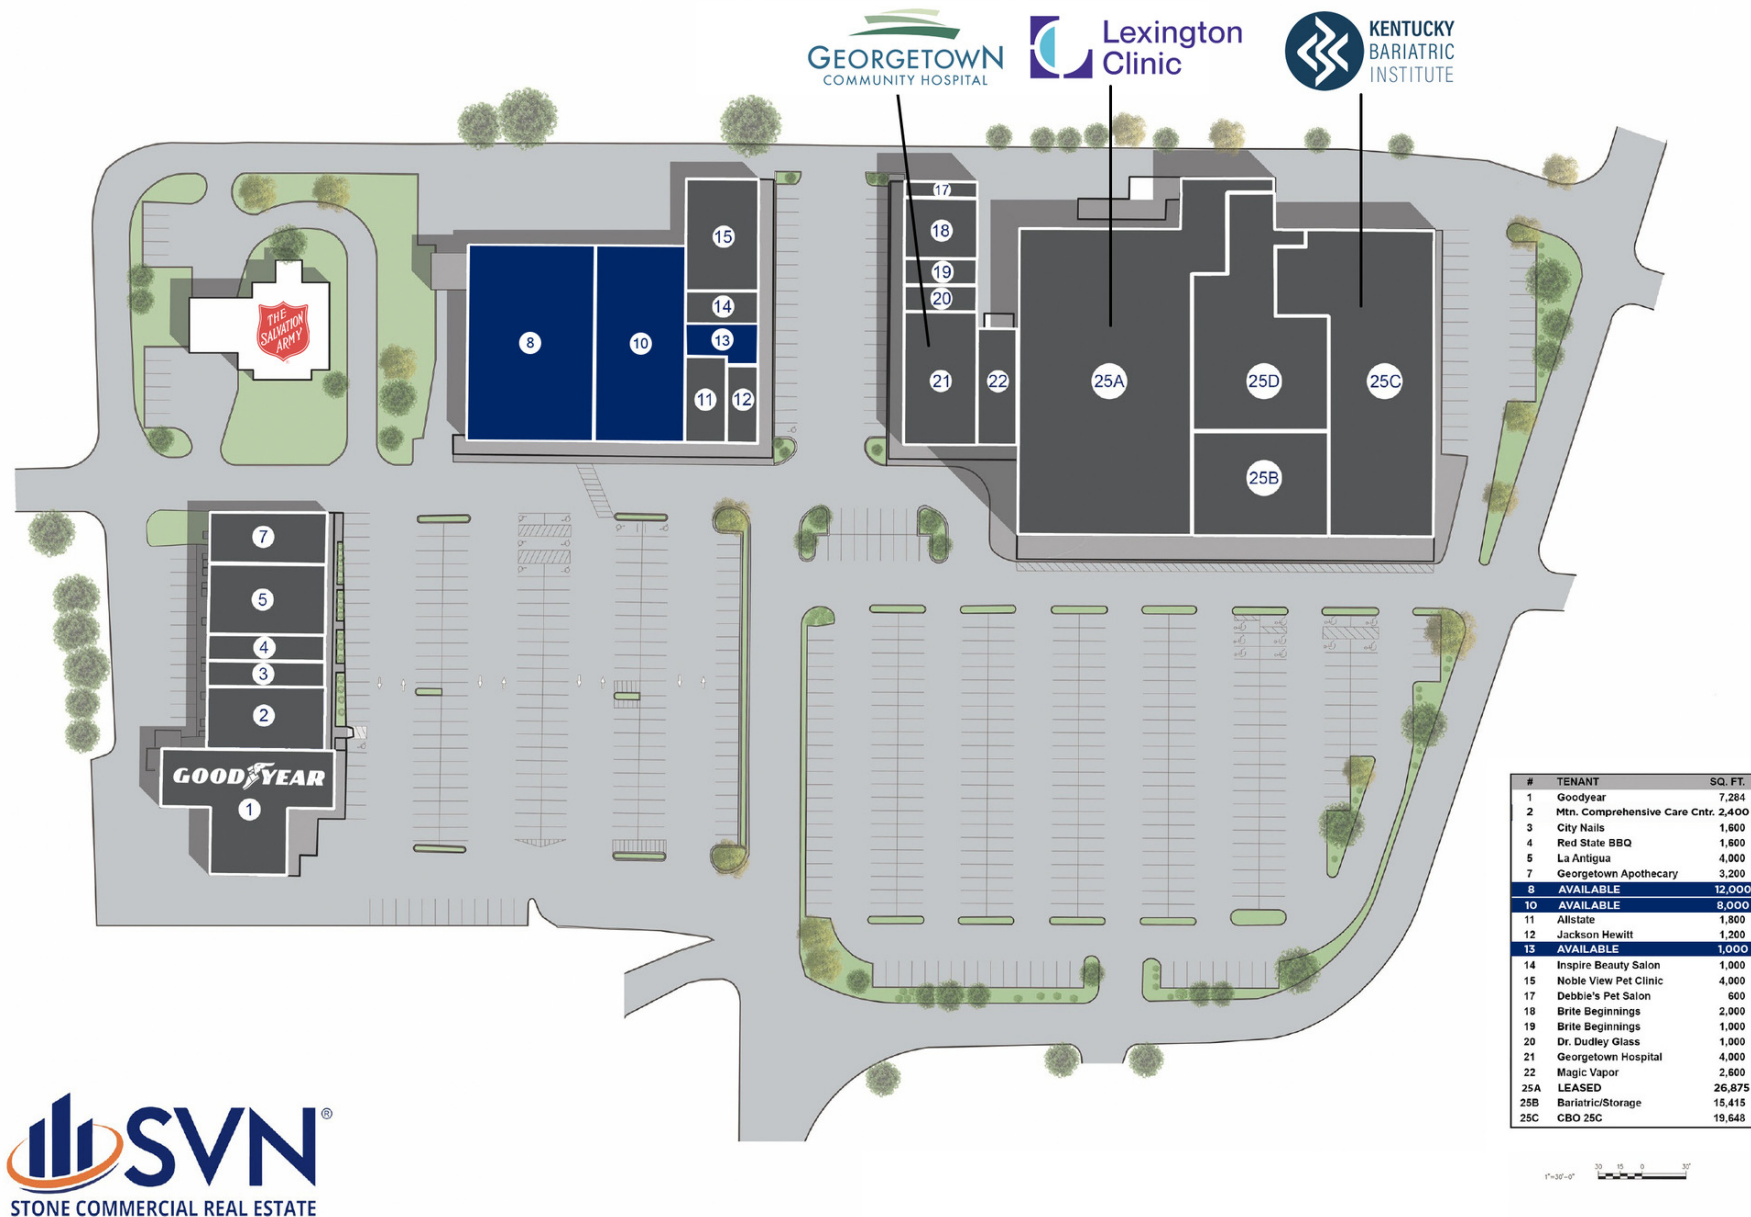 GEORGETOWN
COMMUNITY HOSPITAL
Lexington
Clinic
KENTUCKY
BARIATRIC
INSTITUTE
17
15
18
19
14
20
THE
SALVATION
ARMY
8
10
13
21
22
25A
25D
25C
11
12
25B
7
5
4
3
2
GOODYEAR
1
# TENANT SQ. FT.
1 Goodyear 7,284
2 Mtn. Comprehensive Care Cntr. 2,400
3 City Nails 1,600
4 Red State BBQ 1,600
5 La Antigua 4,000
7 Georgetown Apothecary 3,200
8 AVAILABLE 12,000
10 AVAILABLE 8,000
11 Allstate 1,800
12 Jackson Hewitt 1,200
13 AVAILABLE 1,000
14 Inspire Beauty Salon 1,000
15 Noble View Pet Clinic 4,000
17 Debbie's Pet Salon 600
18 Brite Beginnings 2,000
19 Brite Beginnings 1,000
20 Dr. Dudley Glass 1,000
21 Georgetown Hospital 4,000
22 Magic Vapor 2,600
25A LEASED 26,875
25B Bariatric/Storage 15,415
25C CBO 25C 19,648
SVN®
STONE COMMERCIAL REAL ESTATE
1"=30'-0"
30 15 0 30'